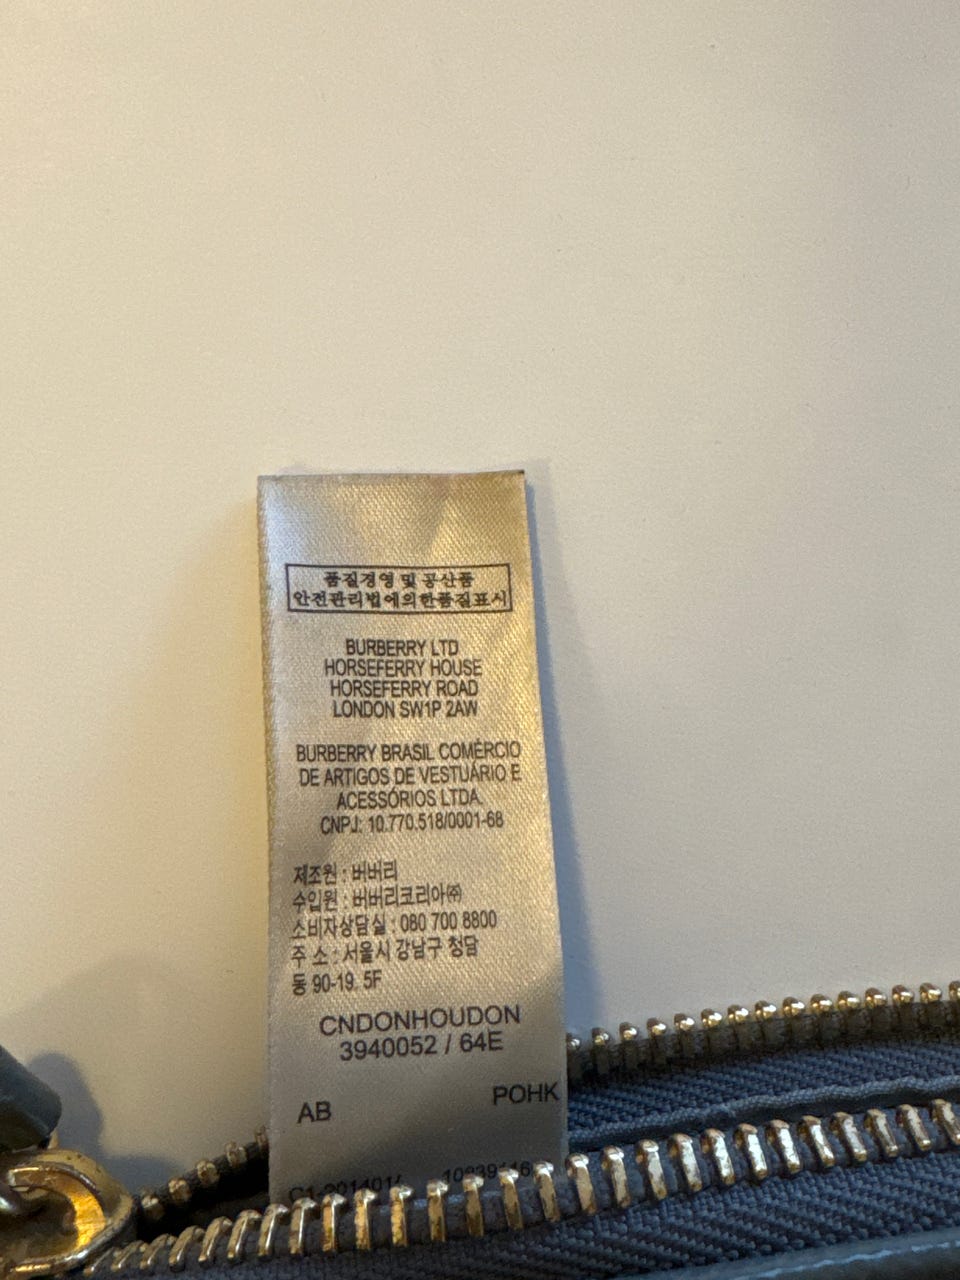 품질경영 및 공산품
안전관리법에의한품질표시
BURBERRY LTD
HORSEFERRY HOUSE
HORSEFERRY ROAD
LONDON SW1P 2AW
BURBERRY BRASIL COMÉRCIO
DE ARTIGOS DE VESTUÁRIO E
ACESSÓRIOS LTDA.
CNPJ: 10.770.518/0001-68
제조원 : 버버리
수입원 : 버버리코리아㈜
소비자상담실 : 080 700 8800
주 소 : 서울시 강남구 청담
동 90-19. 5F
CNDONHOUDON
3940052 / 64E
AB POHK